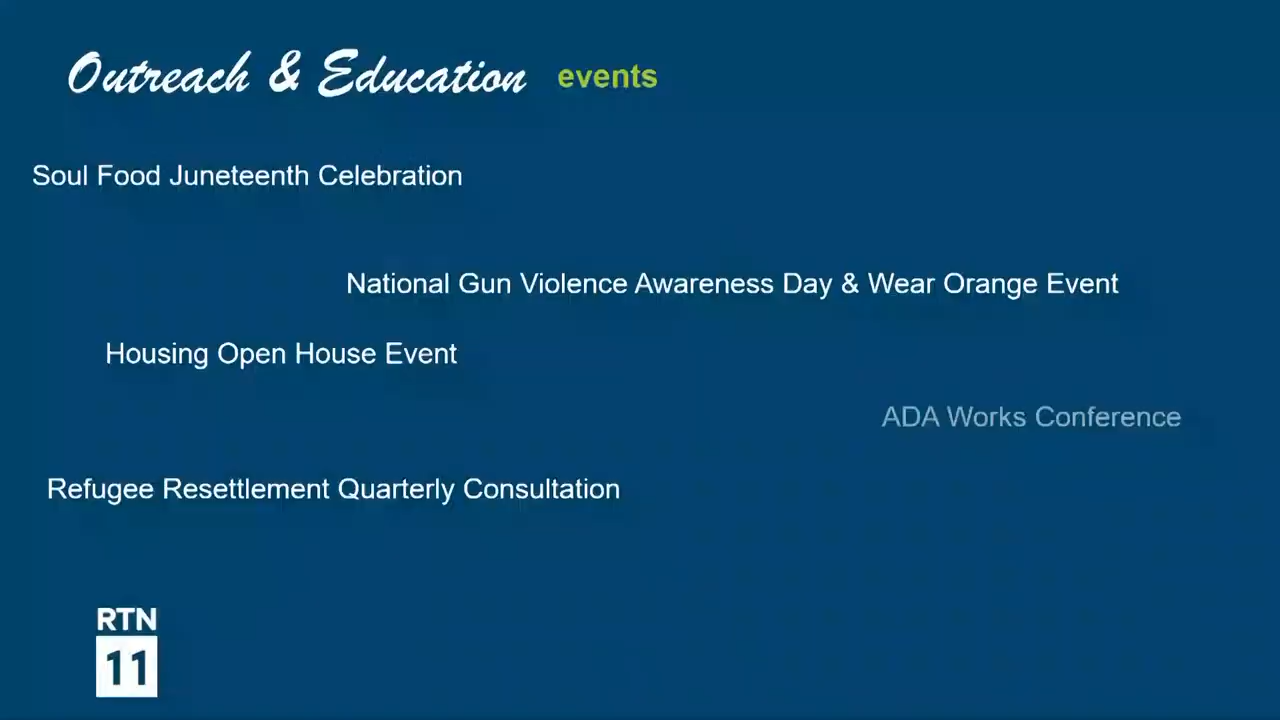 Outreach & Education events
Soul Food Juneteenth Celebration
National Gun Violence Awareness Day & Wear Orange Event
Housing Open House Event
ADA Works Conference
Refugee Resettlement Quarterly Consultation
RTN
11